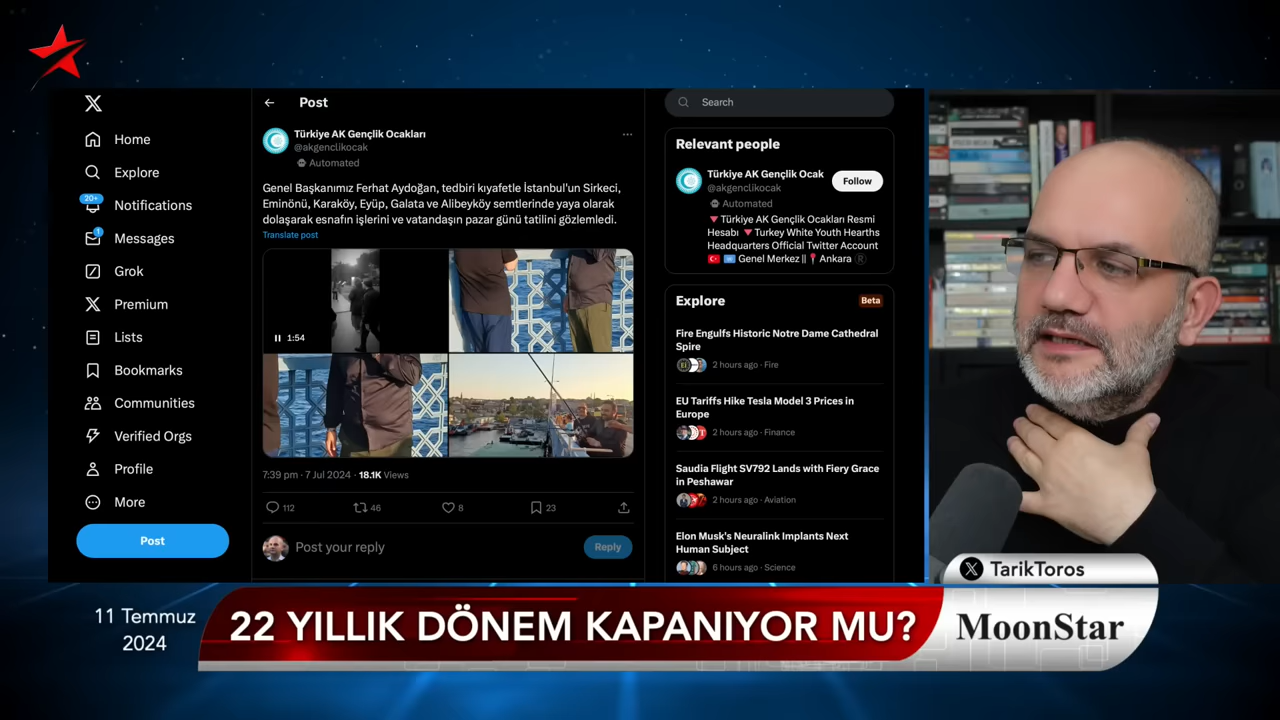 Home
Explore
20+
Notifications
1
Messages
Grok
Premium
Lists
Bookmarks
Communities
Verified Orgs
Profile
More
Post
Post
Türkiye AK Gençlik Ocakları
@akgenclikocak
Automated
Genel Başkanımız Ferhat Aydoğan, tedbiri kıyafetle İstanbul'un Sirkeci,
Eminönü, Karaköy, Eyüp, Galata ve Alibeyköy semtlerinde yaya olarak
dolaşarak esnafın işlerini ve vatandaşın pazar günü tatilini gözlemledi.
Translate post
1:54
7:39 pm · 7 Jul 2024 · 18.1K Views
112
46
8
23
Post your reply
Reply
Search
Relevant people
Türkiye AK Gençlik Ocak
@akgenclikocak
Follow
Automated
Türkiye AK Gençlik Ocakları Resmi
Hesabı 🔻Turkey White Youth Hearths
Headquarters Official Twitter Account
Genel Merkez || 📍Ankara ®
Explore
Beta
Fire Engulfs Historic Notre Dame Cathedral
Spire
2 hours ago · Fire
EU Tariffs Hike Tesla Model 3 Prices in
Europe
2 hours ago · Finance
Saudia Flight SV792 Lands with Fiery Grace
in Peshawar
2 hours ago · Aviation
Elon Musk's Neuralink Implants Next
Human Subject
6 hours ago · Science
TarikToros
11 Temmuz
2024
22 YILLIK DÖNEM KAPANIYOR MU?
MoonStar